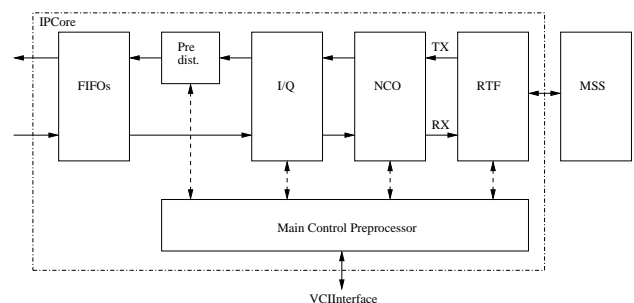 IPCore
Pre
dist.
TX
FIFOs
I/Q
NCO
RTF
MSS
RX
Main Control Preprocessor
VCIInterface